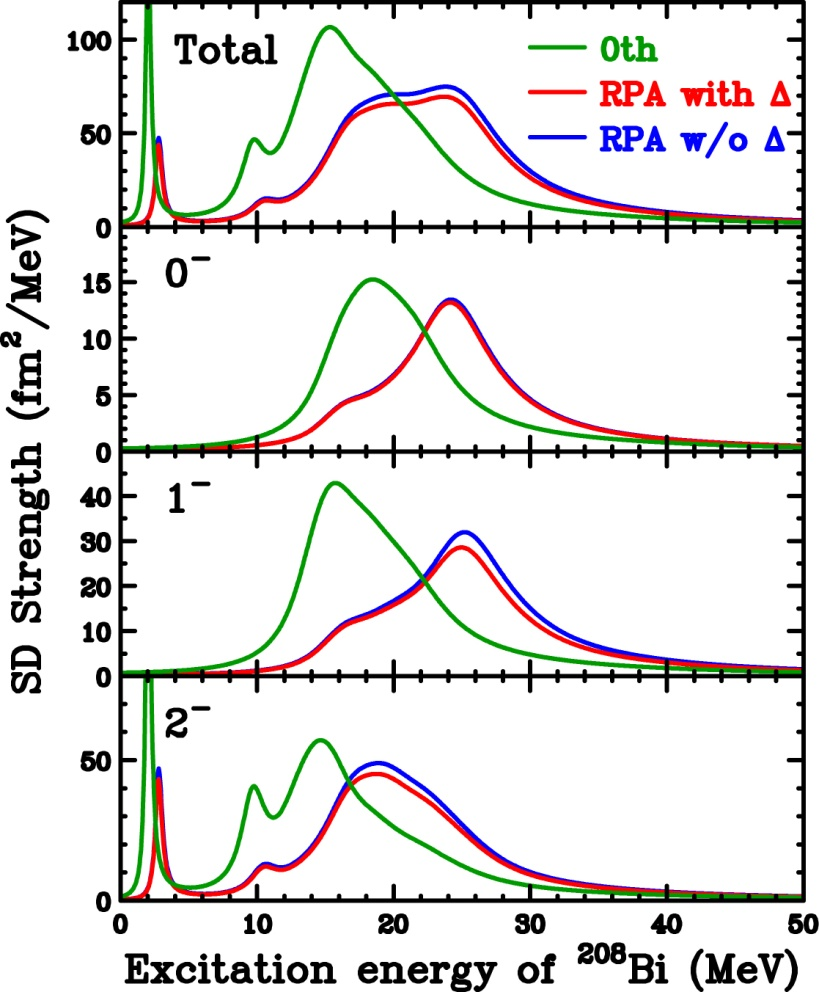 Total
0th
RPA with Δ
RPA w/o Δ
100
50
0
0⁻
15
10
5
0
1⁻
40
30
20
10
0
2⁻
50
0
0 10 20 30 40 50
SD Strength (fm²/MeV)
Excitation energy of ²⁰⁸Bi (MeV)